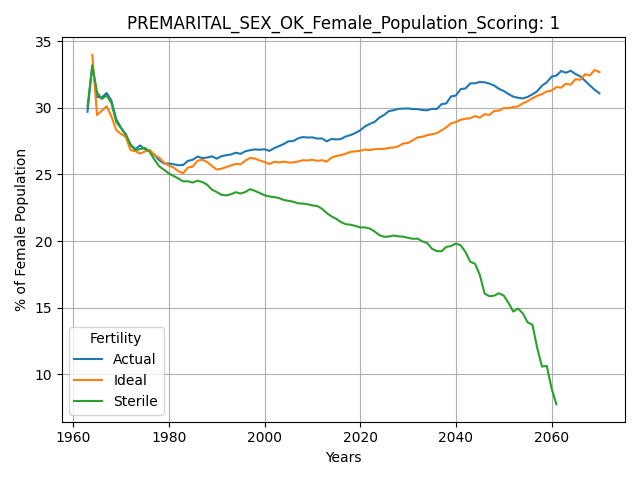 PREMARITAL_SEX_OK_Female_Population_Scoring: 1
% of Female Population
35
30
25
20
15
10
Fertility
Actual
Ideal
Sterile
1960 1980 2000 2020 2040 2060
Years